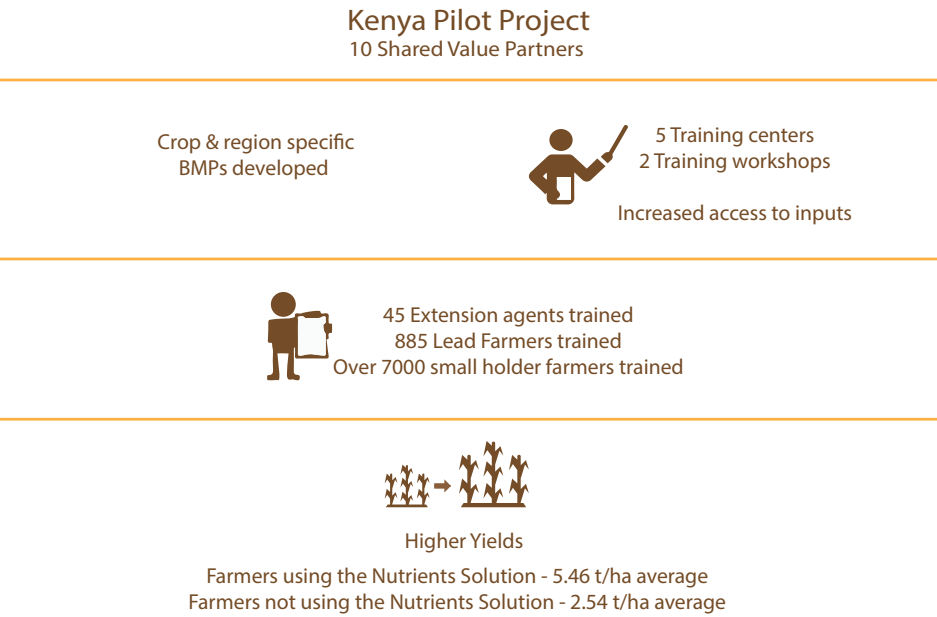 Kenya Pilot Project
10 Shared Value Partners
Crop & region specific
BMPs developed
5 Training centers
2 Training workshops
Increased access to inputs
45 Extension agents trained
885 Lead Farmers trained
Over 7000 small holder farmers trained
Higher Yields
Farmers using the Nutrients Solution - 5.46 t/ha average
Farmers not using the Nutrients Solution - 2.54 t/ha average